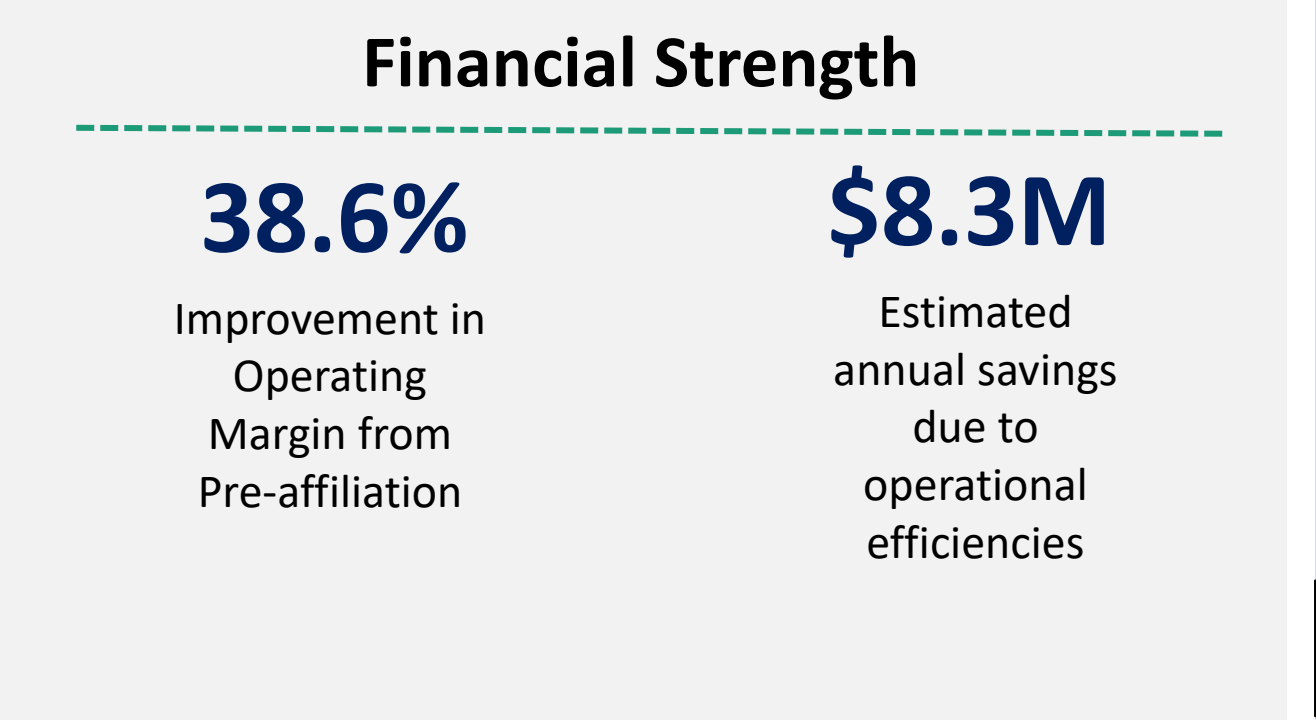 Financial Strength
38.6%
Improvement in
Operating
Margin from
Pre-affiliation
$8.3M
Estimated
annual savings
due to
operational
efficiencies